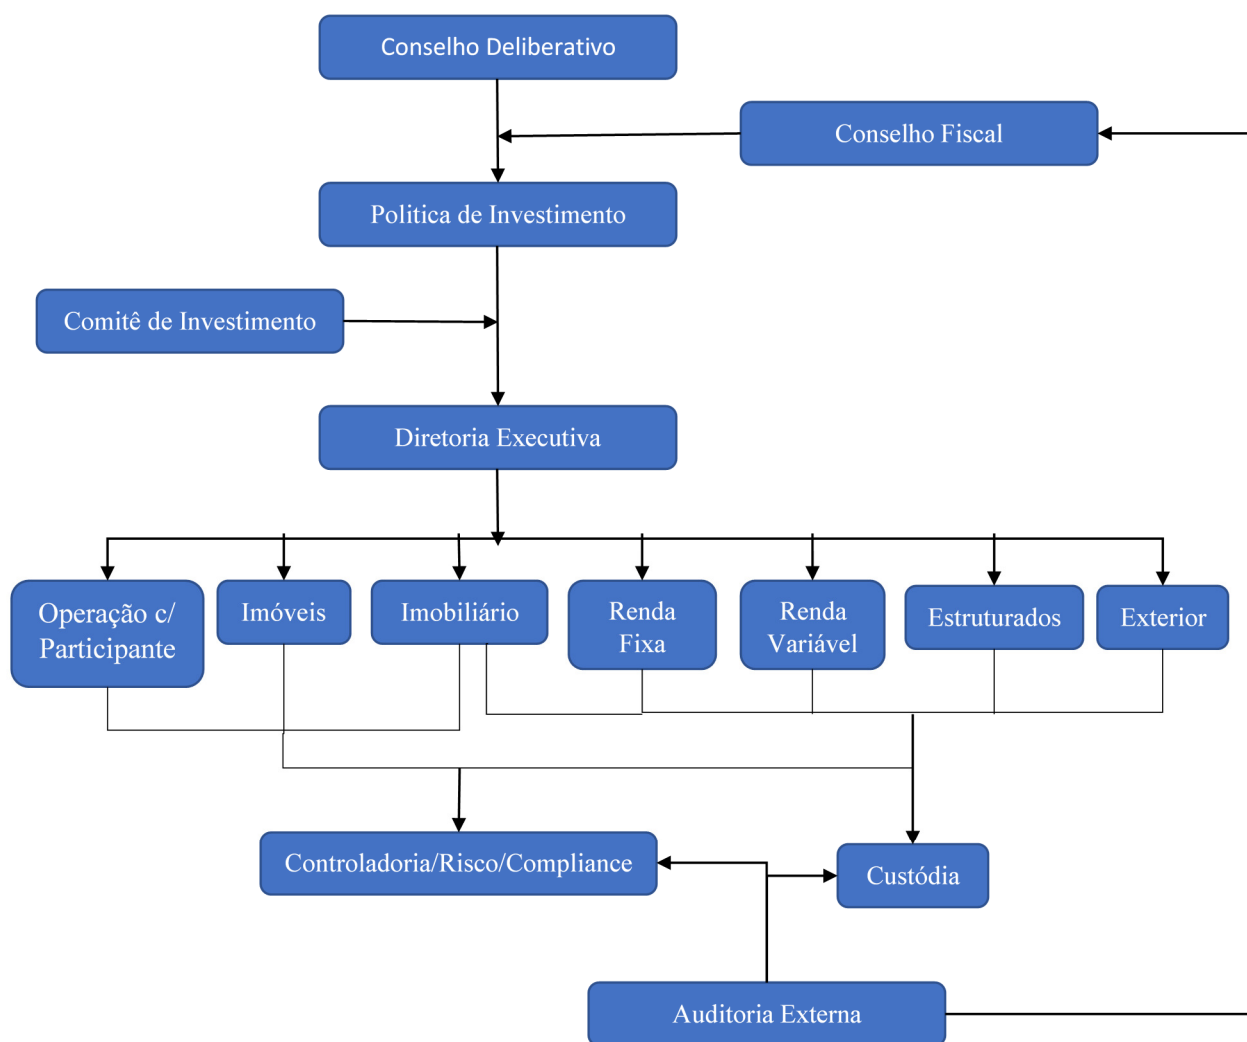 Conselho Deliberativo
Conselho Fiscal
Politica de Investimento
Comitê de Investimento
Diretoria Executiva
Operação c/
Participante
Imóveis
Imobiliário
Renda
Fixa
Renda
Variável
Estruturados
Exterior
Controladoria/Risco/Compliance
Custódia
Auditoria Externa